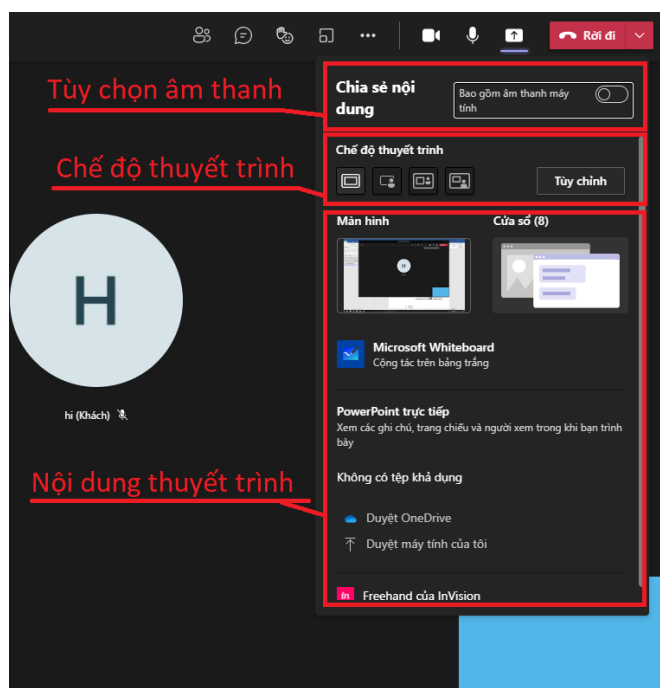 Rời đi
Tùy chọn âm thanh
Chia sẻ nội
dung
Bao gồm âm thanh máy
tính
Chế độ thuyết trình
Chế độ thuyết trình
Tùy chỉnh
Màn hình
Cửa sổ (8)
H
Microsoft Whiteboard
Cộng tác trên bảng trắng
hi (Khách)
PowerPoint trực tiếp
Xem các ghi chú, trang chiếu và người xem trong khi bạn trình
bày
Nội dung thuyết trình
Không có tệp khả dụng
Duyệt OneDrive
Duyệt máy tính của tôi
in Freehand của InVision